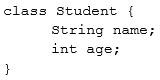 class Student {
    String name;
    int age;
}